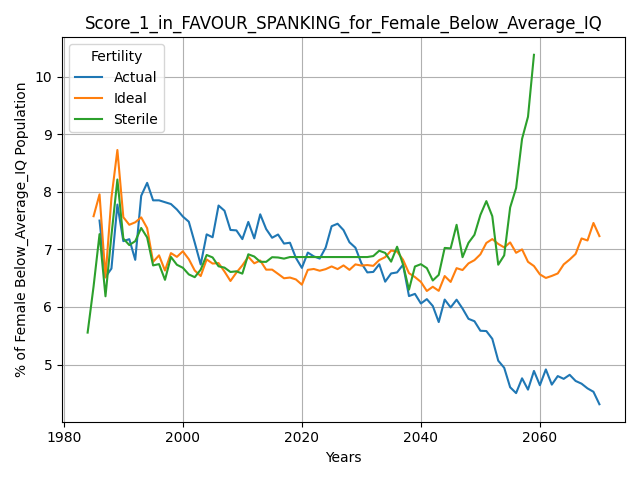 Score_1_in_FAVOUR_SPANKING_for_Female_Below_Average_IQ
Fertility
Actual
Ideal
Sterile
% of Female Below_Average_IQ Population
10
9
8
7
6
5
1980 2000 2020 2040 2060
Years